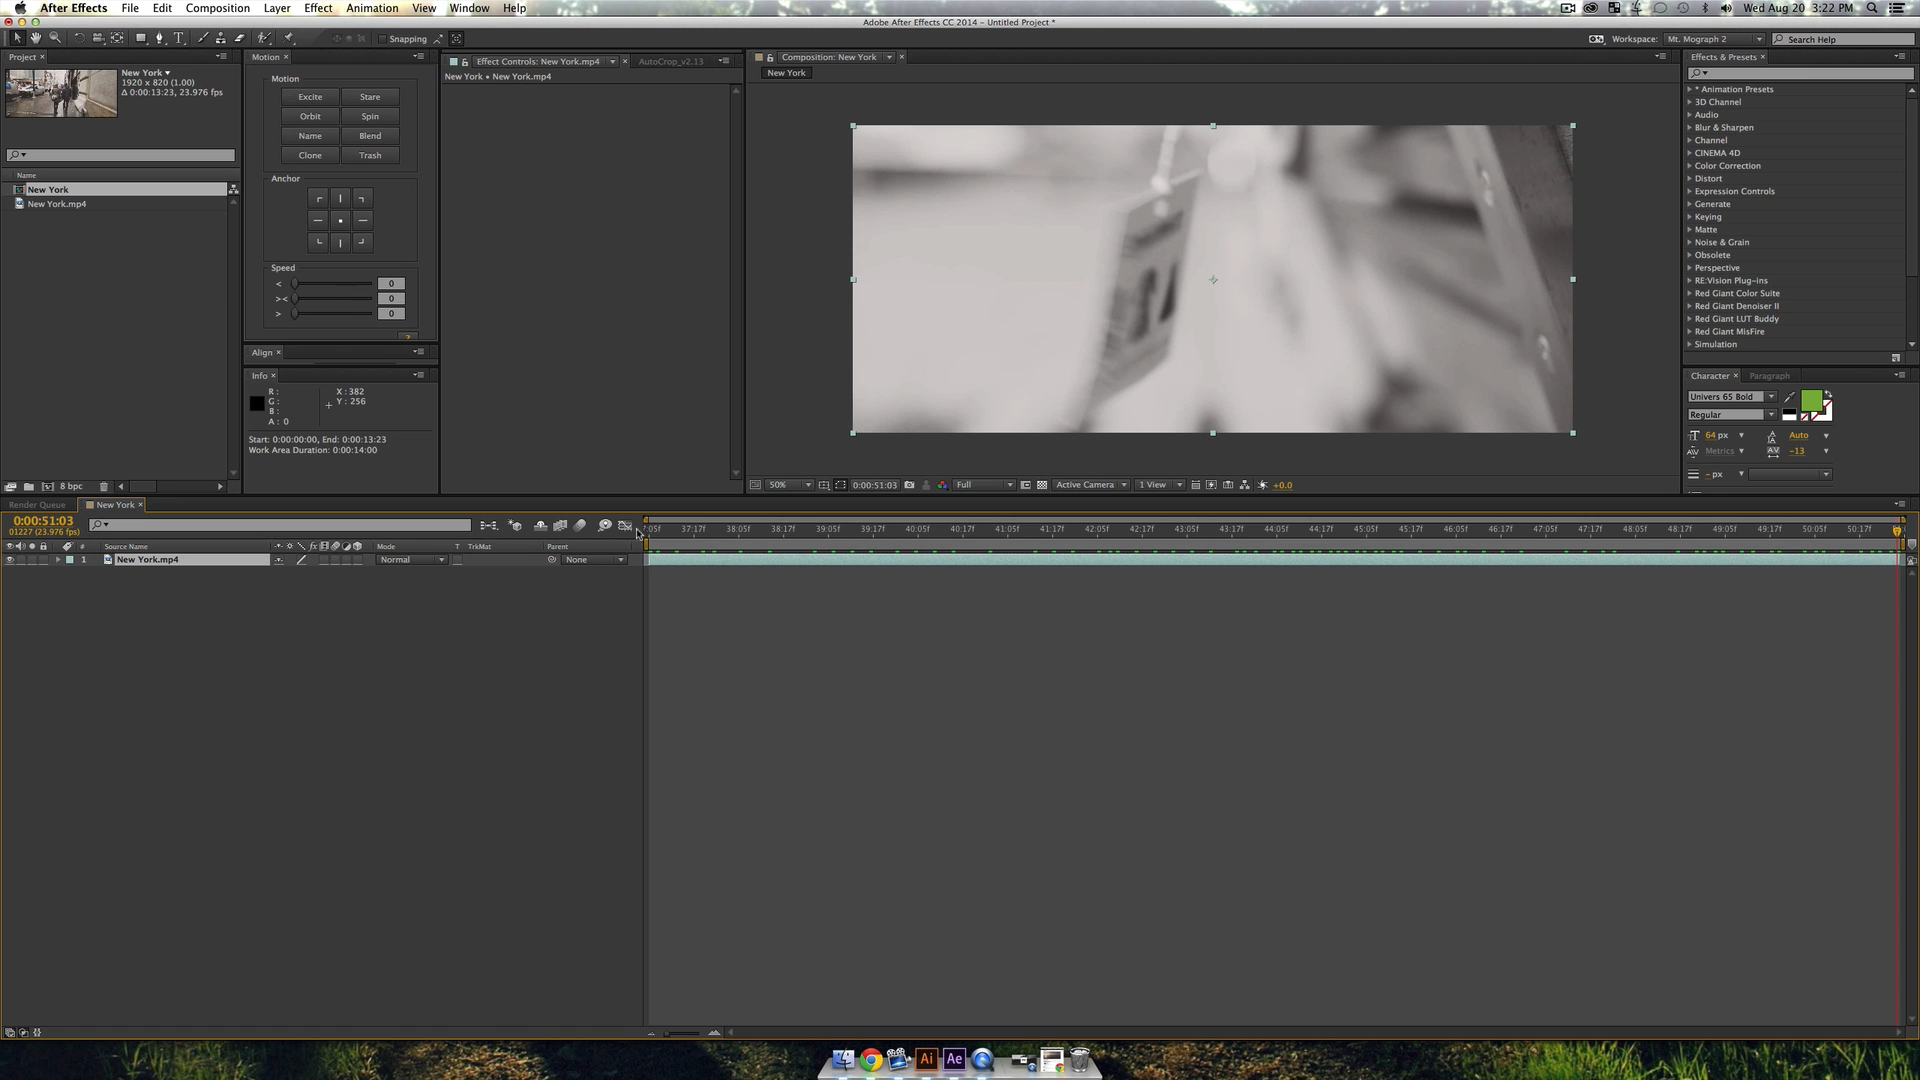 After Effects File Edit Composition Layer Effect Animation View Window Help
Wed Aug 20 3:22 PM
Adobe After Effects CC 2014 - Untitled Project *
Snapping
Workspace: Mt. Mograph 2
Search Help
Project
New York
1920 x 820 (1.00)
Δ 0:00:13:23, 23.976 fps
Name
New York
New York.mp4
8 bpc
Motion
Motion
Excite Stare
Orbit Spin
Name Blend
Clone Trash
Anchor
Speed
< 0
>< 0
> 0
?
Align
Info
R:
G:
B:
A: 0
X: 382
Y: 256
Start: 0:00:00:00, End: 0:00:13:23
Work Area Duration: 0:00:14:00
Effect Controls: New York.mp4
AutoCrop_v2.13
New York • New York.mp4
Composition: New York
New York
50%
0:00:51:03
Full
Active Camera
1 View
+0.0
Effects & Presets
* Animation Presets
3D Channel
Audio
Blur & Sharpen
Channel
CINEMA 4D
Color Correction
Distort
Expression Controls
Generate
Keying
Matte
Noise & Grain
Obsolete
Perspective
RE:Vision Plug-ins
Red Giant Color Suite
Red Giant Denoiser II
Red Giant LUT Buddy
Red Giant MisFire
Simulation
Character
Paragraph
Univers 65 Bold
Regular
64 px
Auto
Metrics
-13
- px
Render Queue
New York
0:00:51:03
01227 (23.976 fps)
# Source Name Mode T TrkMat Parent
1 New York.mp4 Normal None
:05f 37:17f 38:05f 38:17f 39:05f 39:17f 40:05f 40:17f 41:05f 41:17f 42:05f 42:17f 43:05f 43:17f 44:05f 44:17f 45:05f 45:17f 46:05f 46:17f 47:05f 47:17f 48:05f 48:17f 49:05f 49:17f 50:05f 50:17f
Ai
Ae